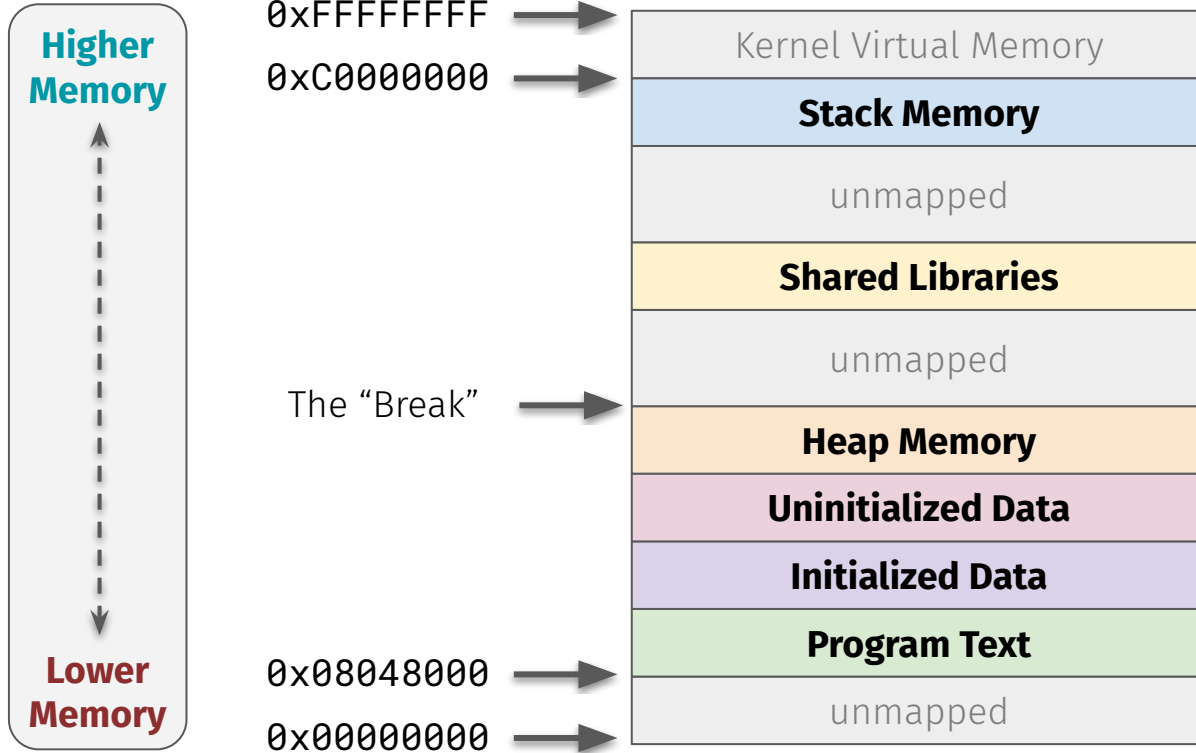 Higher
Memory
Lower
Memory
0xFFFFFFFF
0xC0000000
The “Break”
0x08048000
0x00000000
Kernel Virtual Memory
Stack Memory
unmapped
Shared Libraries
unmapped
Heap Memory
Uninitialized Data
Initialized Data
Program Text
unmapped